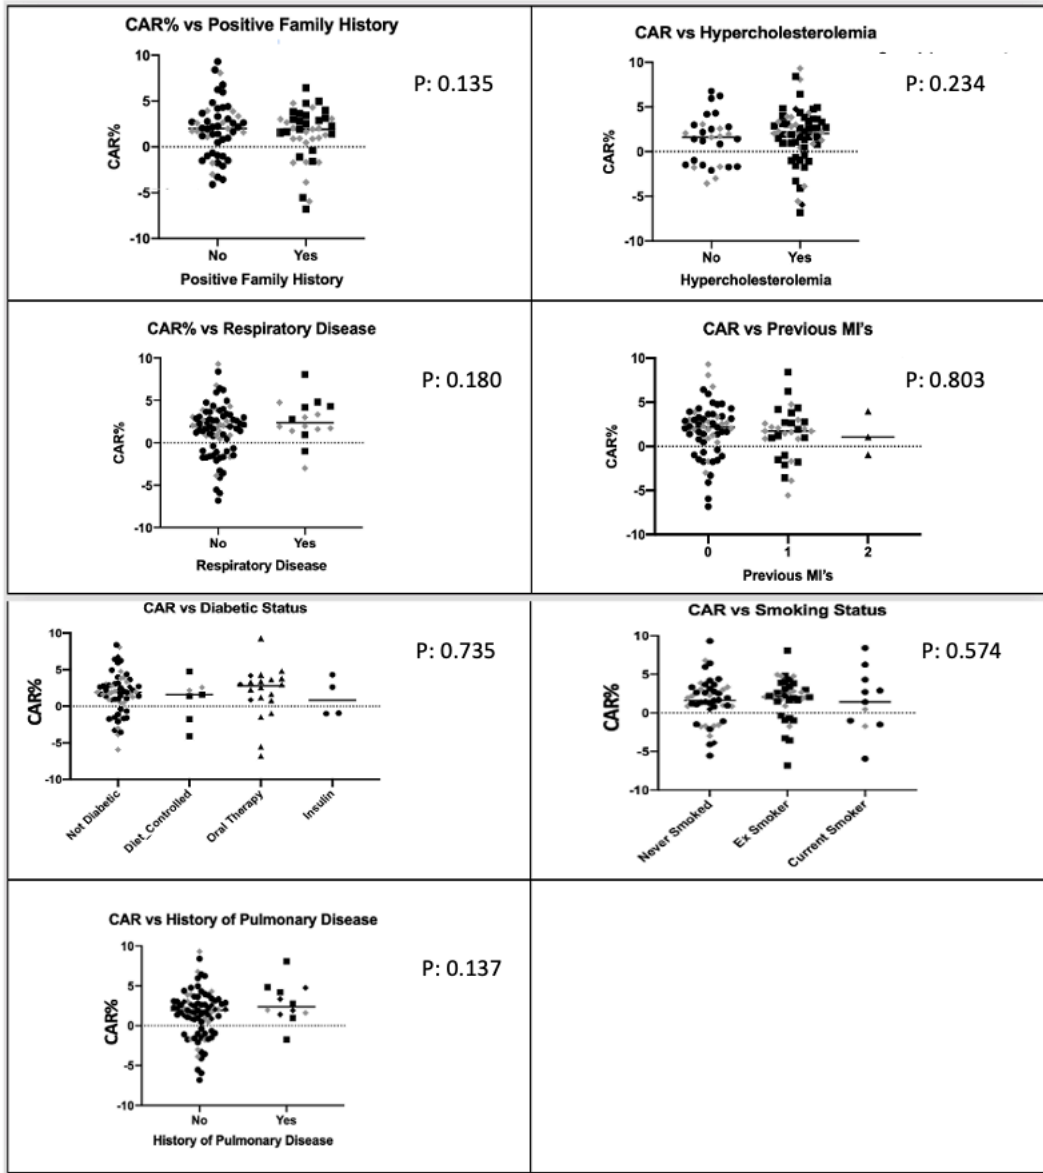 CAR% vs Positive Family History
P: 0.135
10
5
0
-5
-10
CAR%
No Yes
Positive Family History
CAR vs Hypercholesterolemia
P: 0.234
10
5
0
-5
-10
CAR%
No Yes
Hypercholesterolemia
CAR% vs Respiratory Disease
P: 0.180
10
5
0
-5
-10
CAR%
No Yes
Respiratory Disease
CAR vs Previous MI's
P: 0.803
10
5
0
-5
-10
CAR%
0 1 2
Previous MI's
CAR vs Diabetic Status
P: 0.735
10
5
0
-5
-10
CAR%
Not Diabetic Diet_Controlled Oral Therapy Insulin
CAR vs Smoking Status
P: 0.574
10
5
0
-5
-10
CAR%
Never Smoked Ex Smoker Current Smoker
CAR vs History of Pulmonary Disease
P: 0.137
10
5
0
-5
-10
CAR%
No Yes
History of Pulmonary Disease